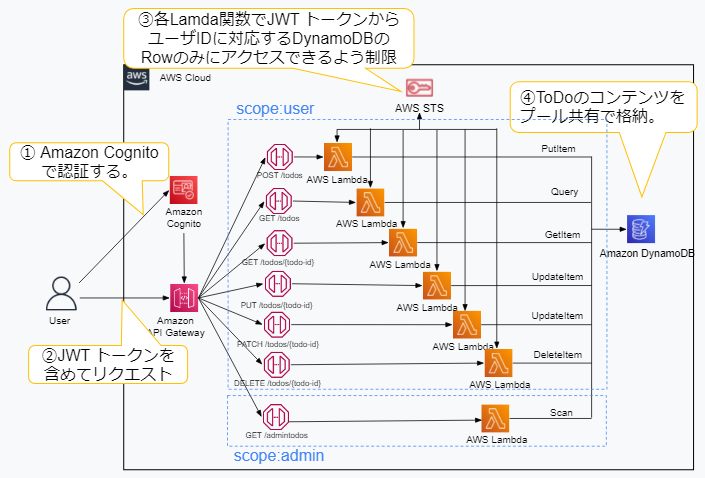 ③各Lamda関数でJWT トークンから
ユーザIDに対応するDynamoDBの
Rowのみにアクセスできるよう制限
aws
AWS Cloud
AWS STS
④ToDoのコンテンツを
プール共有で格納。
scope:user
① Amazon Cognito
で認証する。
POST /todos
AWS Lambda
PutItem
Amazon
Cognito
GET /todos
AWS Lambda
Query
GET /todos/{todo-id}
AWS Lambda
GetItem
Amazon DynamoDB
PUT /todos/{todo-id}
AWS Lambda
UpdateItem
User
Amazon
API Gateway
PATCH /todos/{todo-id}
AWS Lambda
UpdateItem
②JWT トークンを
含めてリクエスト
DELETE /todos/{todo-id}
AWS Lambda
DeleteItem
GET /admintodos
AWS Lambda
Scan
scope:admin